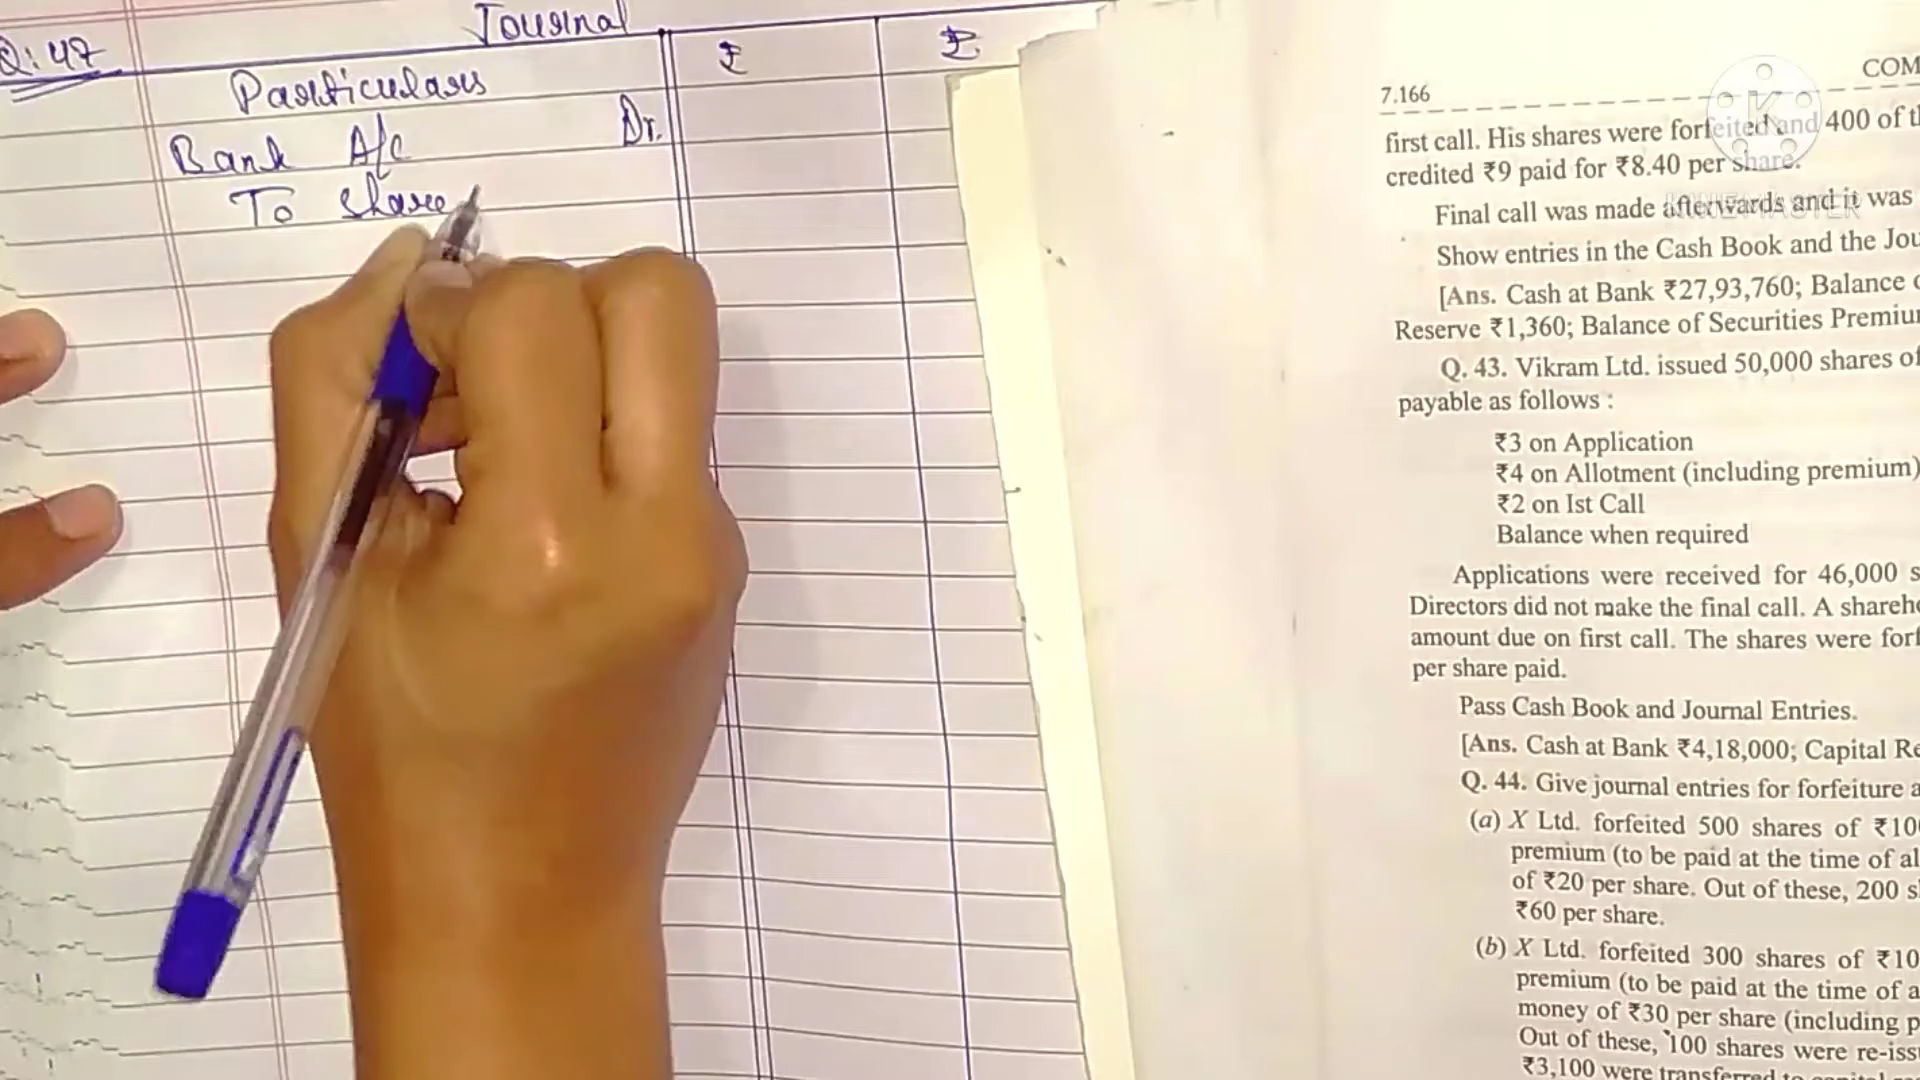 Journal
Q: 47
Particulars
₹
₹
Bank A/c Dr.
To Share
7.166
COM
first call. His shares were forfeited and 400 of
credited ₹9 paid for ₹8.40 per share.
Final call was made afterwards and it was
Show entries in the Cash Book and the
[Ans. Cash at Bank ₹27,93,760; Balance
Reserve ₹1,360; Balance of Securities
Q. 43. Vikram Ltd. issued 50,000 shares of
payable as follows :
₹3 on Application
₹4 on Allotment (including premium)
₹2 on Ist Call
Balance when required
Applications were received for 46,000
Directors did not make the final call. A
amount due on first call. The shares were
per share paid.
Pass Cash Book and Journal Entries.
[Ans. Cash at Bank ₹4,18,000; Capital
Q. 44. Give journal entries for forfeiture
(a) X Ltd. forfeited 500 shares of
premium (to be paid at the time of
of ₹20 per share. Out of these, 200
₹60 per share.
(b) X Ltd. forfeited 300 shares of
premium (to be paid at the time of
money of ₹30 per share (including
Out of these, 100 shares were
₹3,100 were transferred to
KINEMASTER